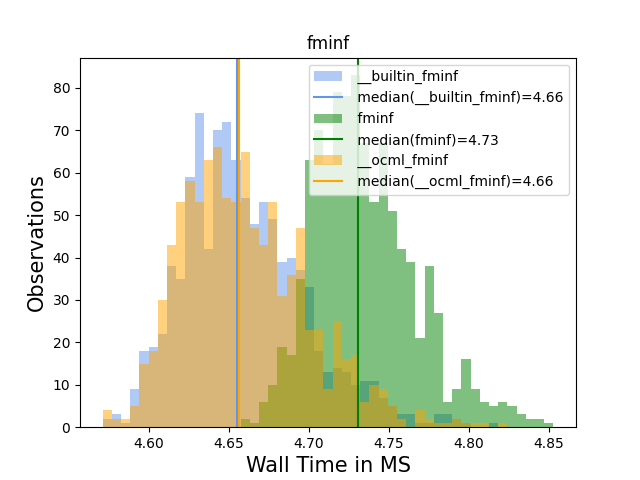 fminf
__builtin_fminf
median(__builtin_fminf)=4.66
fminf
median(fminf)=4.73
__ocml_fminf
median(__ocml_fminf)=4.66
Observations
80
70
60
50
40
30
20
10
0
4.60 4.65 4.70 4.75 4.80 4.85
Wall Time in MS